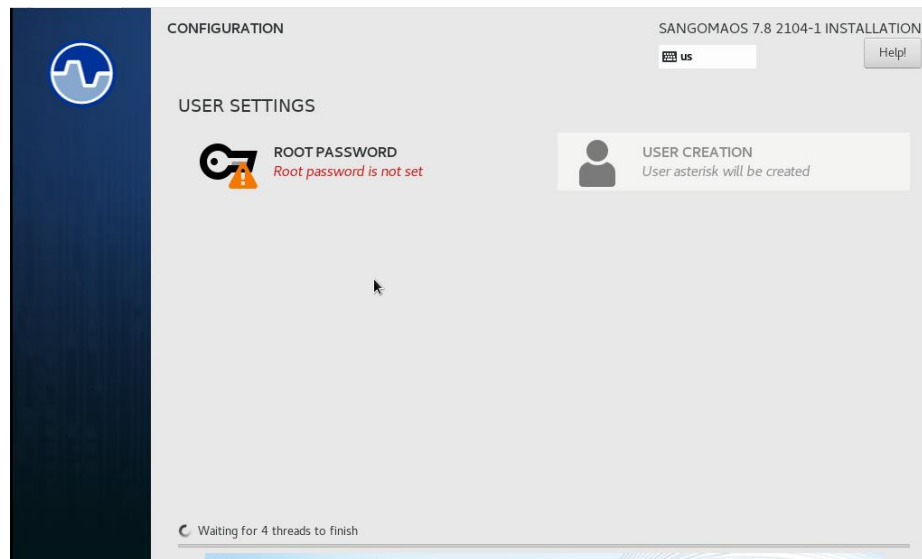 CONFIGURATION
SANGOMAOS 7.8 2104-1 INSTALLATION
us
Help!
USER SETTINGS
ROOT PASSWORD
Root password is not set
USER CREATION
User asterisk will be created
Waiting for 4 threads to finish